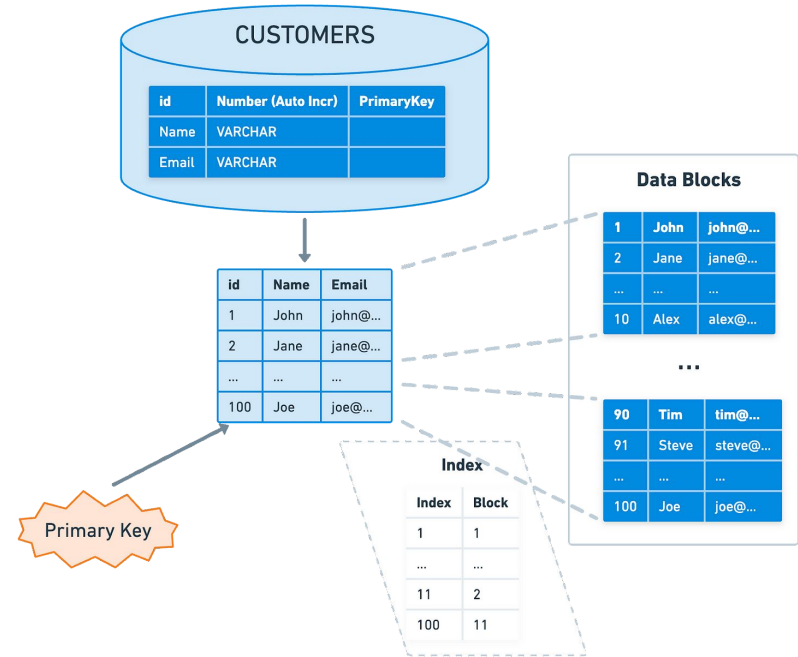 CUSTOMERS
id Number (Auto Incr) PrimaryKey
Name VARCHAR
Email VARCHAR
id Name Email
1 John john@...
2 Jane jane@...
... ... ...
100 Joe joe@...
Primary Key
Data Blocks
1 John john@...
2 Jane jane@...
... ... ...
10 Alex alex@...
...
90 Tim tim@...
91 Steve steve@...
... ... ...
100 Joe joe@...
Index
Index Block
1 1
... ...
11 2
100 11